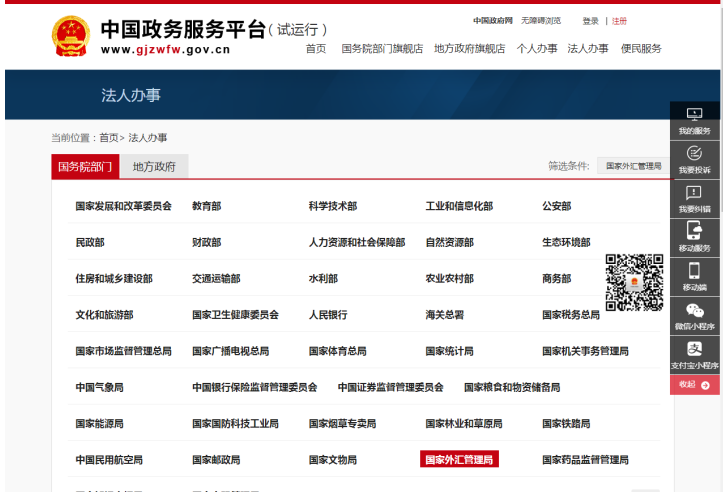 中国政务服务平台(试运行)
www.gjzwfw.gov.cn
中国政府网 无障碍浏览 登录 | 注册
首页 国务院部门旗舰店 地方政府旗舰店 个人办事 法人办事 便民服务
法人办事
当前位置：首页> 法人办事
国务院部门 地方政府 筛选条件: 国家外汇管理局
国家发展和改革委员会 教育部 科学技术部 工业和信息化部 公安部
民政部 财政部 人力资源和社会保障部 自然资源部 生态环境部
住房和城乡建设部 交通运输部 水利部 农业农村部 商务部
文化和旅游部 国家卫生健康委员会 人民银行 海关总署 国家税务总局
国家市场监督管理总局 国家广播电视总局 国家体育总局 国家统计局 国家机关事务管理局
中国气象局 中国银行保险监督管理委员会 中国证券监督管理委员会 国家粮食和物资储备局
国家能源局 国家国防科技工业局 国家烟草专卖局 国家林业和草原局 国家铁路局
中国民用航空局 国家邮政局 国家文物局 国家外汇管理局 国家药品监督管理局
我的服务
我要投诉
我要纠错
移动服务
移动端
微信小程序
支
支付宝小程序
收起